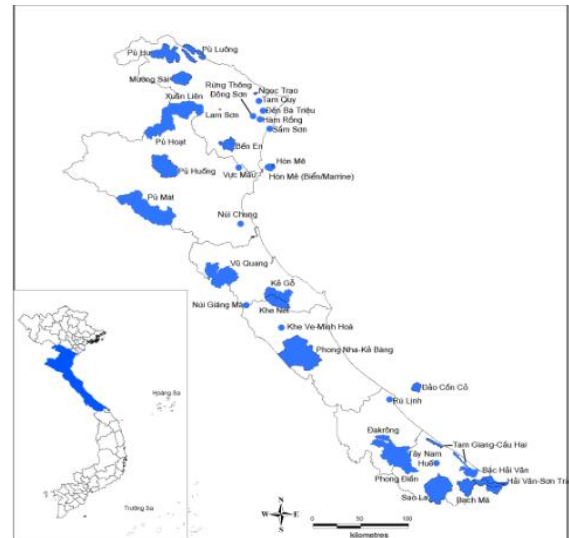 Pù Hu
Pù Luông
Mường Sài
Rừng Thông
Đông Sơn
Ngọc Trạo
Tam Quy
Đền Bà Triệu
Hàm Rồng
Sầm Sơn
Xuân Liên
Lam Sơn
Pù Hoạt
Bến En
Hòn Mê
Hòn Mê (Biển/Marrine)
Pù Huống
Vực Mấu
Pù Mát
Núi Chung
Vũ Quang
Kẻ Gỗ
Núi Giăng Màn
Khe Nét
Khe Ve-Minh Hoá
Phong Nha-Kẻ Bàng
Đảo Cồn Cỏ
Rú Lịnh
Hoàng Sa
Trường Sa
Đakrông
Tây Nam
Huế
Phong Điền
Tam Giang-Cầu Hai
Bắc Hải Vân
Hải Vân-Sơn Tr
Sao La
Bạch Mã
N
W
E
S
0
100
kilometres